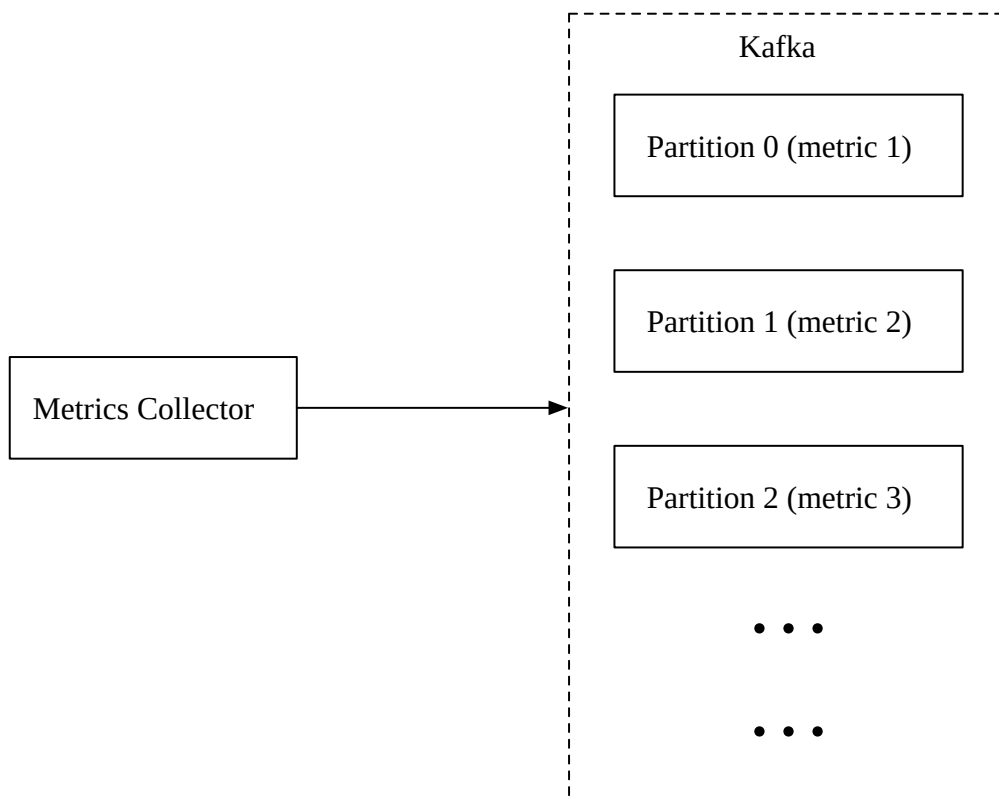 Kafka
Partition 0 (metric 1)
Partition 1 (metric 2)
Metrics Collector
Partition 2 (metric 3)
• • •
• • •